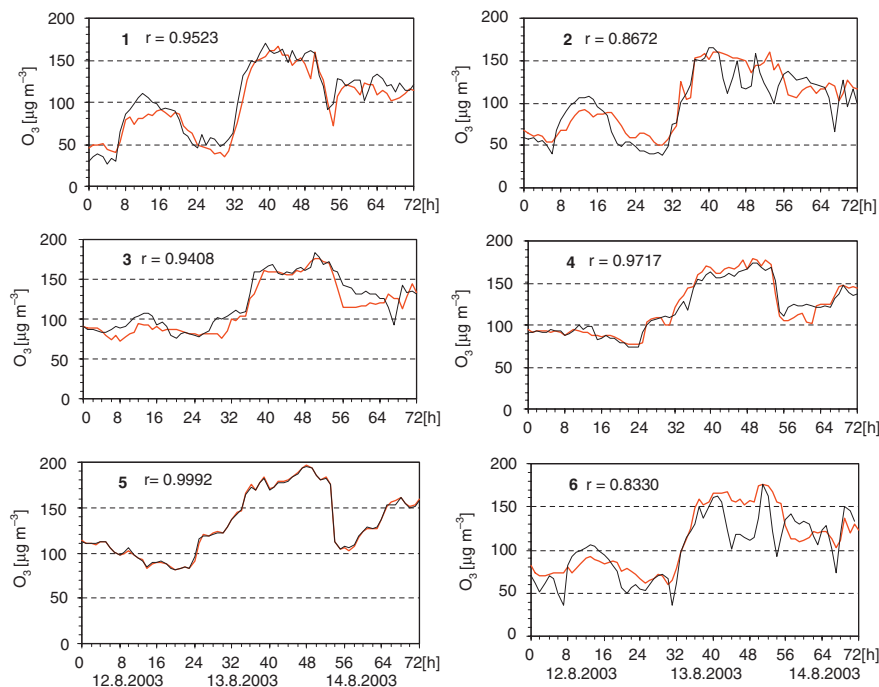 1 r = 0.9523
O₃ [µg m⁻³]
200
150
100
50
0
0 8 16 24 32 40 48 56 64 72[h]
2 r = 0.8672
O₃ [µg m⁻³]
200
150
100
50
0
0 8 16 24 32 40 48 56 64 72[h]
3 r = 0.9408
O₃ [µg m⁻³]
200
150
100
50
0
0 8 16 24 32 40 48 56 64 72[h]
4 r = 0.9717
O₃ [µg m⁻³]
200
150
100
50
0
0 8 16 24 32 40 48 56 64 72[h]
5 r= 0.9992
O₃ [µg m⁻³]
200
150
100
50
0
0 8 16 24 32 40 48 56 64 72[h]
12.8.2003 13.8.2003 14.8.2003
6 r = 0.8330
O₃ [µg m⁻³]
200
150
100
50
0
0 8 16 24 32 40 48 56 64 72[h]
12.8.2003 13.8.2003 14.8.2003